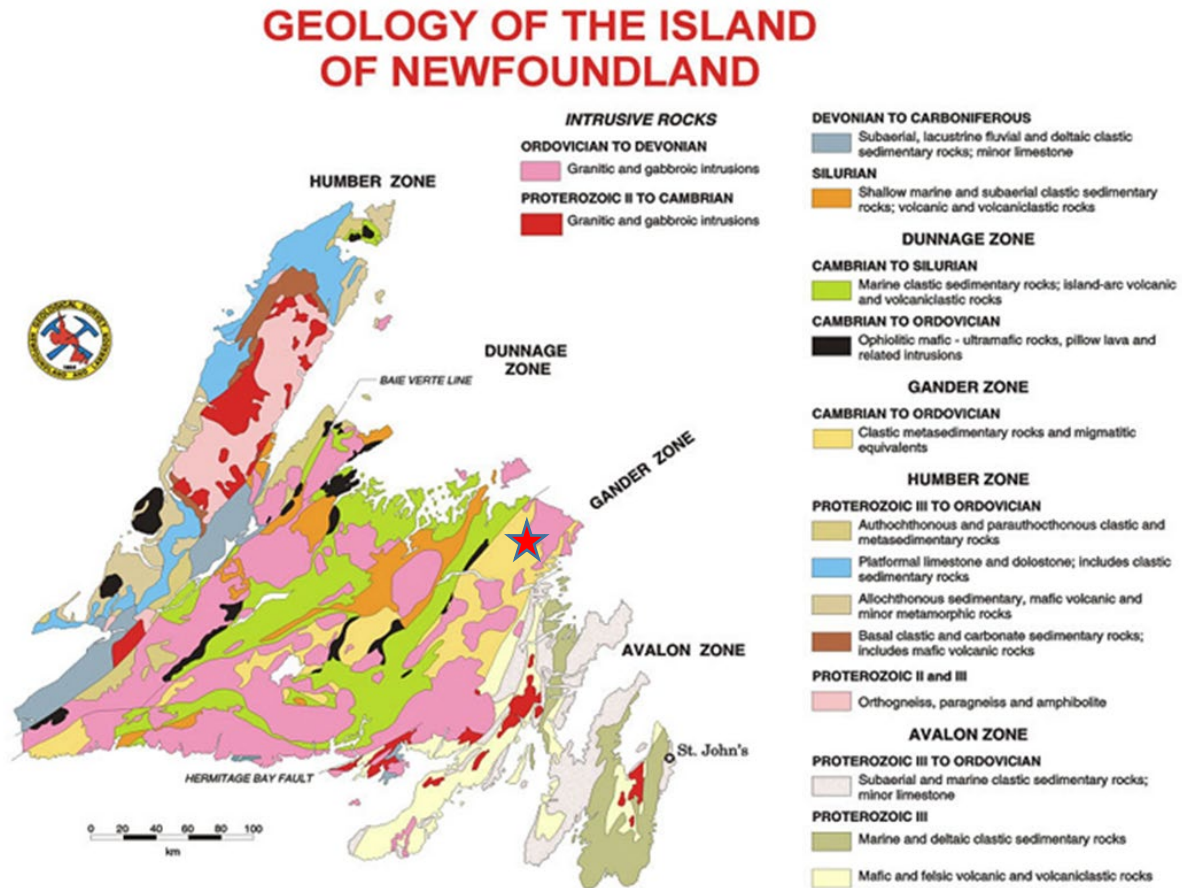 GEOLOGY OF THE ISLAND
OF NEWFOUNDLAND
HUMBER ZONE
DUNNAGE
ZONE
BAIE VERTE LINE
GANDER ZONE
AVALON ZONE
St. John's
HERMITAGE BAY FAULT
0 20 40 60 80 100
km
INTRUSIVE ROCKS
ORDOVICIAN TO DEVONIAN
Granitic and gabbroic intrusions
PROTEROZOIC II TO CAMBRIAN
Granitic and gabbroic intrusions
DEVONIAN TO CARBONIFEROUS
Subaerial, lacustrine fluvial and deltaic clastic
sedimentary rocks; minor limestone
SILURIAN
Shallow marine and subaerial clastic sedimentary
rocks; volcanic and volcaniclastic rocks
DUNNAGE ZONE
CAMBRIAN TO SILURIAN
Marine clastic sedimentary rocks; island-arc volcanic
and volcaniclastic rocks
CAMBRIAN TO ORDOVICIAN
Ophiolitic mafic - ultramafic rocks, pillow lava and
related intrusions
GANDER ZONE
CAMBRIAN TO ORDOVICIAN
Clastic metasedimentary rocks and migmatitic
equivalents
HUMBER ZONE
PROTEROZOIC III TO ORDOVICIAN
Authochthonous and parauthocthonous clastic and
metasedimentary rocks
Platformal limestone and dolostone; includes clastic
sedimentary rocks
Allochthonous sedimentary, mafic volcanic and
minor metamorphic rocks
Basal clastic and carbonate sedimentary rocks;
includes mafic volcanic rocks
PROTEROZOIC II and III
Orthogneiss, paragneiss and amphibolite
AVALON ZONE
PROTEROZOIC III TO ORDOVICIAN
Subaerial and marine clastic sedimentary rocks;
minor limestone
PROTEROZOIC III
Marine and deltaic clastic sedimentary rocks
Mafic and felsic volcanic and volcaniclastic rocks